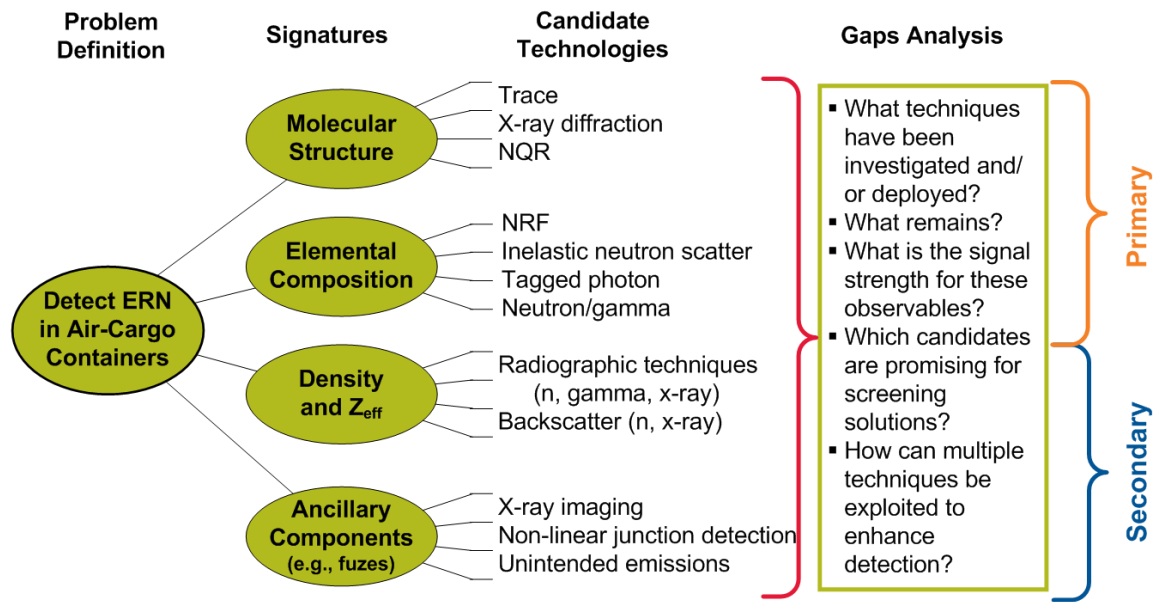 Problem
Definition
Signatures
Candidate
Technologies
Gaps Analysis
Detect ERN
in Air-Cargo
Containers
Molecular
Structure
Trace
X-ray diffraction
NQR
Elemental
Composition
NRF
Inelastic neutron scatter
Tagged photon
Neutron/gamma
Density
and Zeff
Radiographic techniques
(n, gamma, x-ray)
Backscatter (n, x-ray)
Ancillary
Components
(e.g., fuzes)
X-ray imaging
Non-linear junction detection
Unintended emissions
▪ What techniques
have been
investigated and/
or deployed?
▪ What remains?
▪ What is the signal
strength for these
observables?
▪ Which candidates
are promising for
screening
solutions?
▪ How can multiple
techniques be
exploited to
enhance
detection?
Primary
Secondary